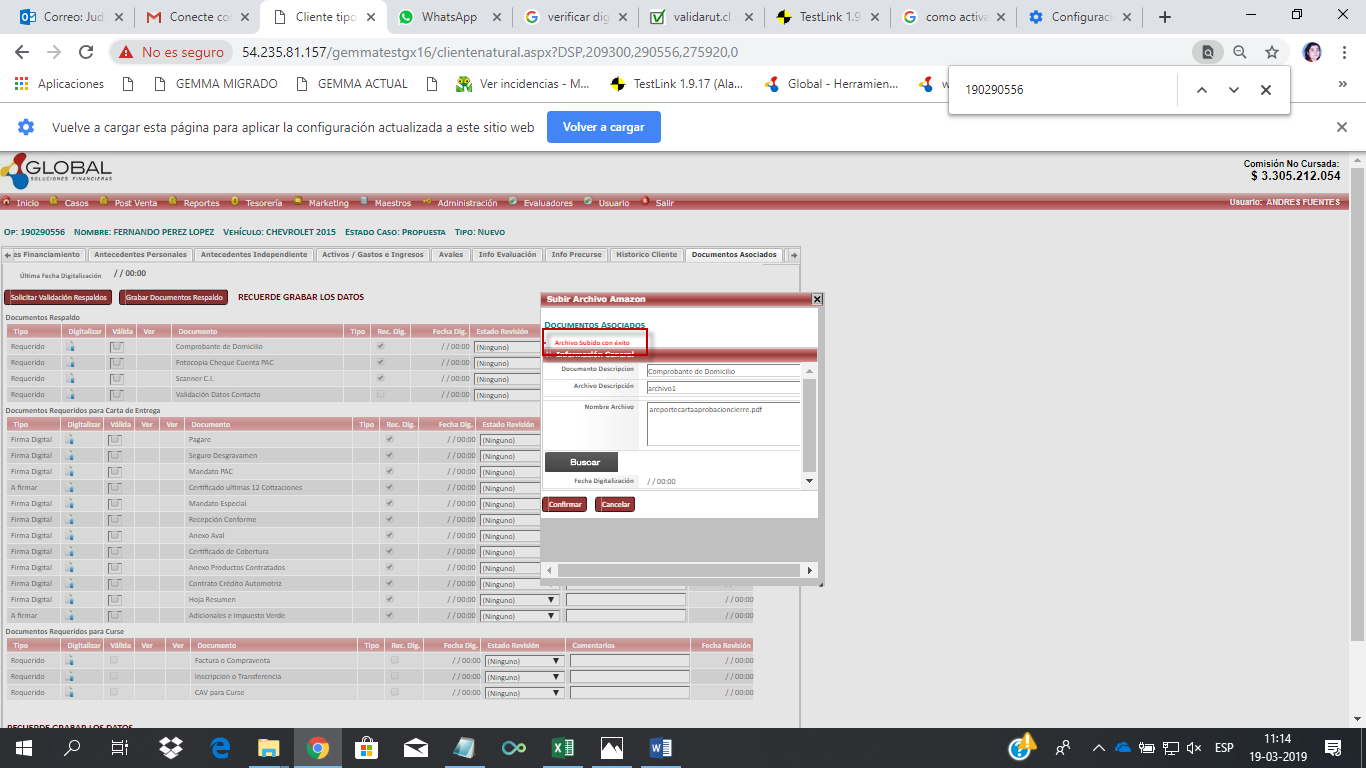 Correo: Jud
Conecte co
Cliente tipo
WhatsApp
verificar dig
validarut.cl
TestLink 1.9
como activa
Configuraci
No es seguro
54.235.81.157/gemmatestgx16/clientenatural.aspx?DSP,209300,290556,275920,0
Aplicaciones
GEMMA MIGRADO
GEMMA ACTUAL
Ver incidencias - M...
TestLink 1.9.17 (Ala...
Global - Herramien...
w
»
190290556
Vuelve a cargar esta página para aplicar la configuración actualizada a este sitio web
Volver a cargar
GLOBAL
SOLUCIONES FINANCIERAS
Comisión No Cursada:
$ 3.305.212.054
Inicio Casos Post Venta Reportes Tesorería Marketing Maestros Administración Evaluadores Usuario Salir
Usuario: ANDRES FUENTES
Op: 190290556 Nombre: FERNANDO PEREZ LOPEZ Vehículo: CHEVROLET 2015 Estado Caso: Propuesta Tipo: Nuevo
es Financiamiento Antecedentes Personales Antecedentes Independiente Activos / Gastos e Ingresos Avales Info Evaluación Info Precurse Historico Cliente Documentos Asociados
Última Fecha Digitalización / / 00:00
Solicitar Validación Respaldos Grabar Documentos Respaldo RECUERDE GRABAR LOS DATOS
Documentos Respaldo
Tipo Digitalizar Válida Ver Documento Tipo Rec. Dig. Fecha Dig. Estado Revisión
Requerido Comprobante de Domicilio / / 00:00 (Ninguno)
Requerido Fotocopia Cheque Cuenta PAC / / 00:00 (Ninguno)
Requerido Scanner C.I. / / 00:00 (Ninguno)
Requerido Validación Datos Contacto / / 00:00 (Ninguno)
Documentos Requeridos para Carta de Entrega
Tipo Digitalizar Válida Ver Ver Documento Tipo Rec. Dig. Fecha Dig. Estado Revisión
Firma Digital Pagare / / 00:00 (Ninguno)
Firma Digital Seguro Desgravamen / / 00:00 (Ninguno)
Firma Digital Mandato PAC / / 00:00 (Ninguno)
A firmar Certificado ultimas 12 Cotizaciones / / 00:00 (Ninguno)
Firma Digital Mandato Especial / / 00:00 (Ninguno)
Firma Digital Recepción Conforme / / 00:00 (Ninguno)
Firma Digital Anexo Aval / / 00:00 (Ninguno)
Firma Digital Certificado de Cobertura / / 00:00 (Ninguno)
Firma Digital Anexo Productos Contratados / / 00:00 (Ninguno)
Firma Digital Contrato Crédito Automotriz / / 00:00 (Ninguno) / / 00:00
Firma Digital Hoja Resumen / / 00:00 (Ninguno) / / 00:00
A firmar Adicionales e Impuesto Verde / / 00:00 (Ninguno) / / 00:00
Documentos Requeridos para Curse
Tipo Digitalizar Válida Ver Ver Documento Tipo Rec. Dig. Fecha Dig. Estado Revisión Comentarios Fecha Revisión
Requerido Factura o Compraventa / / 00:00 (Ninguno) / / 00:00
Requerido Inscripcion o Transferencia / / 00:00 (Ninguno) / / 00:00
Requerido CAV para Curse / / 00:00 (Ninguno) / / 00:00
RECUERDE GRABAR LOS DATOS
Subir Archivo Amazon
Documentos Asociados
Archivo Subido con éxito
Información General
Documento Descripcion Comprobante de Domicilio
Archivo Descripción archivo1
Nombre Archivo areportecartaaprobacioncierre.pdf
Buscar
Fecha Digitalización / / 00:00
Confirmar Cancelar
ESP
11:14
19-03-2019